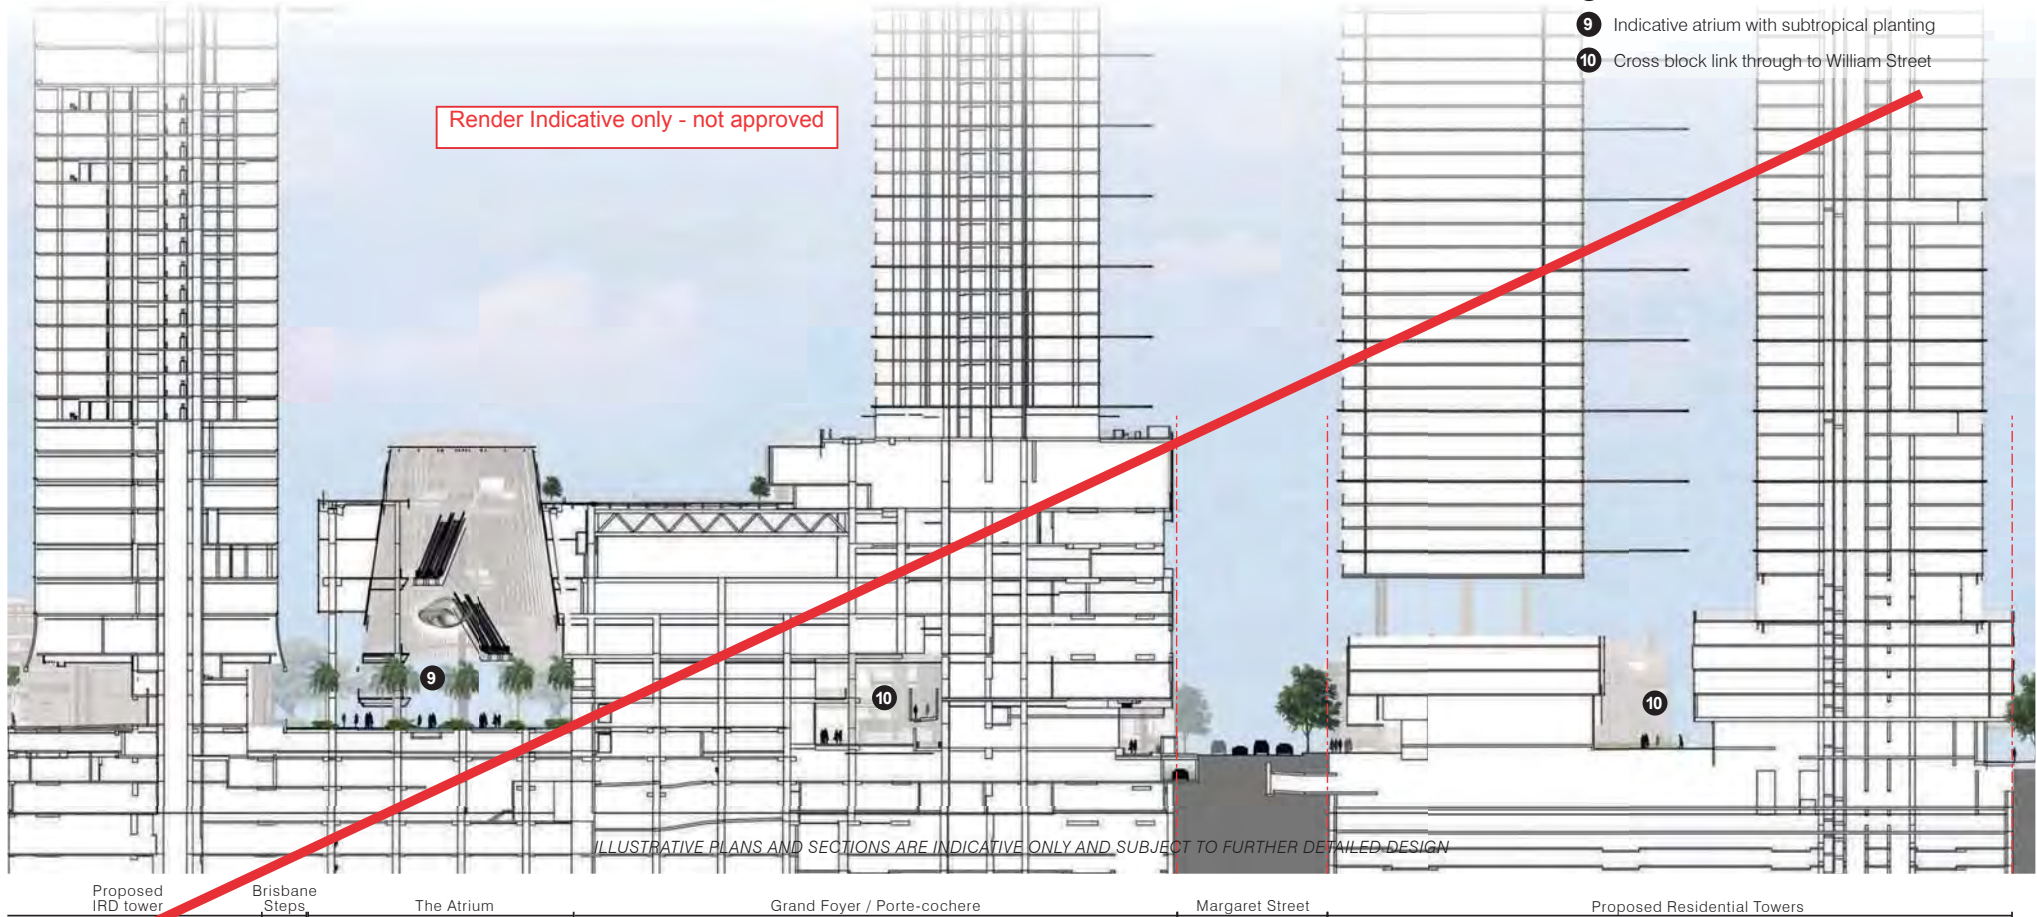 9 Indicative atrium with subtropical planting
10 Cross block link through to William Street
Render Indicative only - not approved
9
10
10
ILLUSTRATIVE PLANS AND SECTIONS ARE INDICATIVE ONLY AND SUBJECT TO FURTHER DETAILED DESIGN
Proposed
IRD tower
Brisbane
Steps
The Atrium
Grand Foyer / Porte-cochere
Margaret Street
Proposed Residential Towers